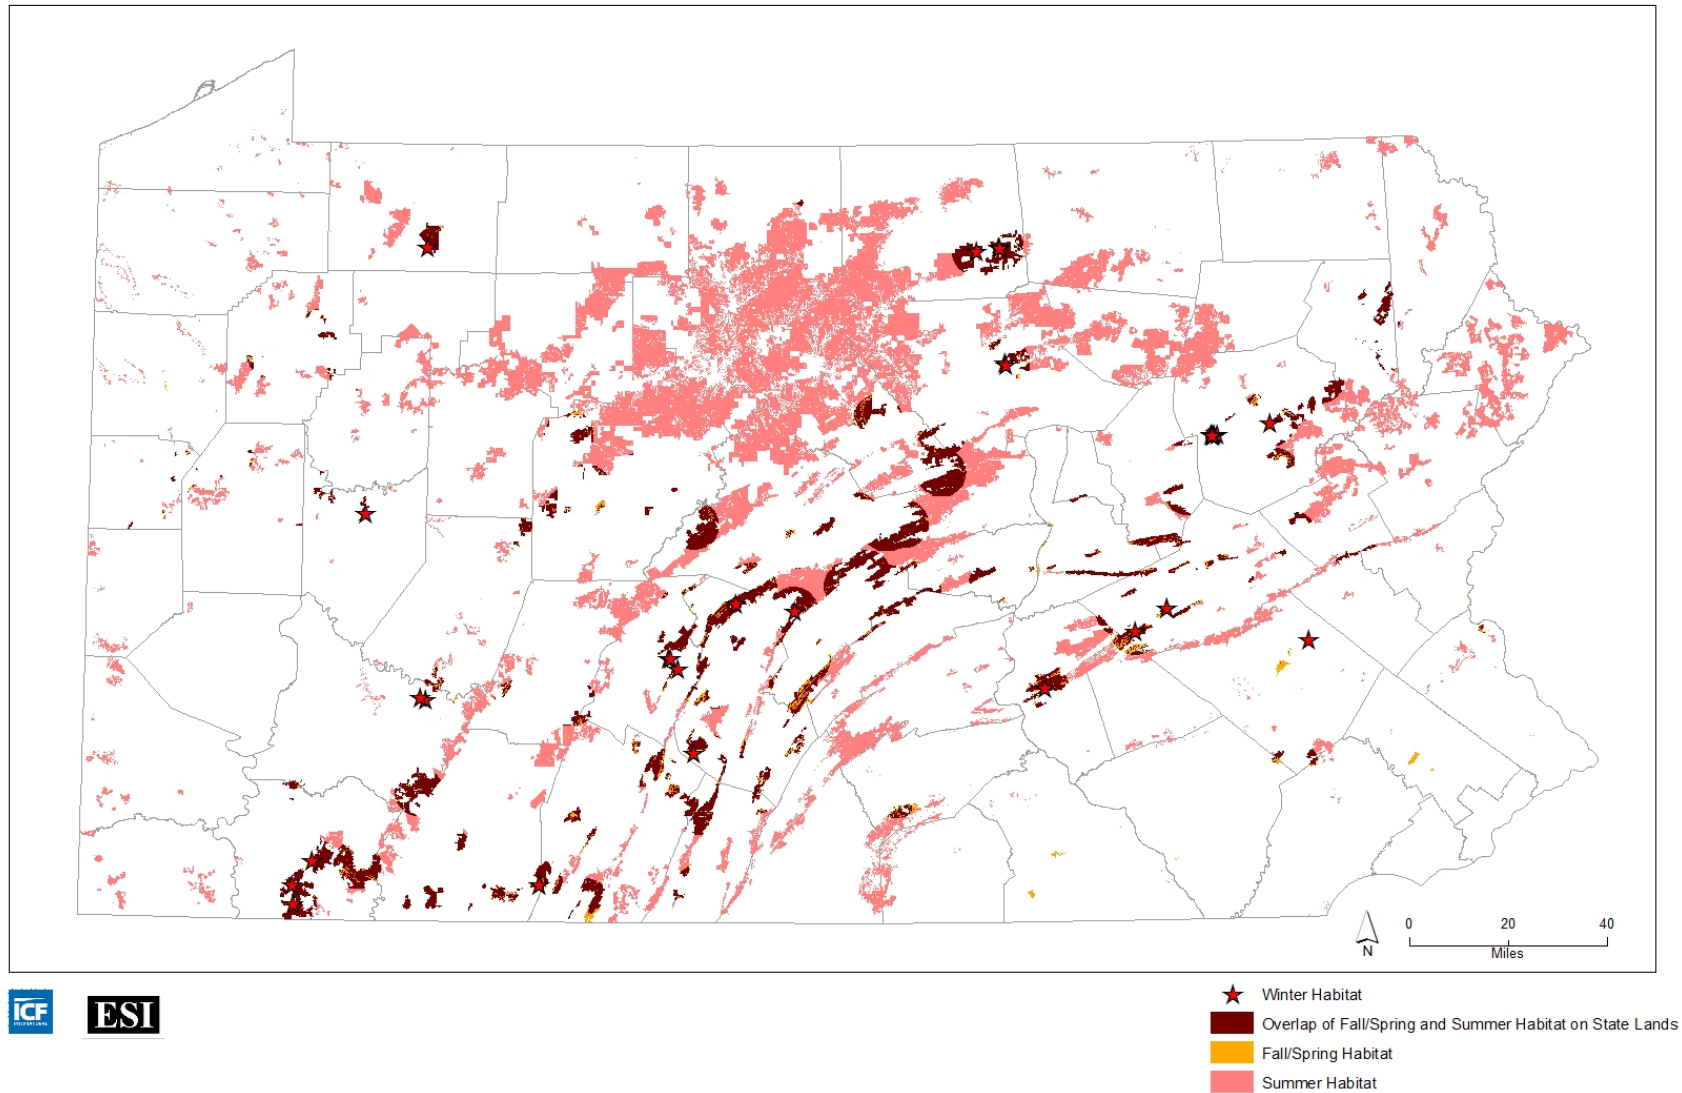 N
0 20 40
Miles
ICF
INTERNATIONAL
ESI
Winter Habitat
Overlap of Fall/Spring and Summer Habitat on State Lands
Fall/Spring Habitat
Summer Habitat